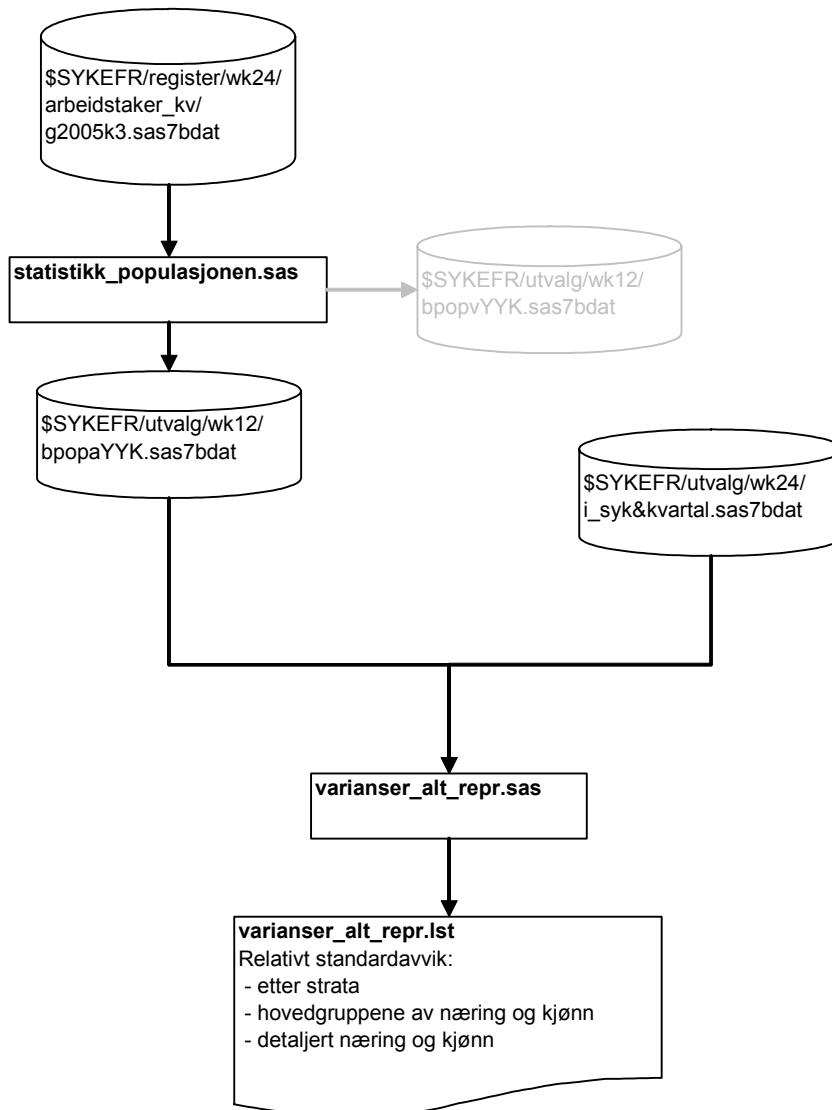 $SYKEFR/register/wk24/
arbeidstaker_kv/
g2005k3.sas7bdat
statistikk_populasjonen.sas
$SYKEFR/utvalg/wk12/
bpopvYYK.sas7bdat
$SYKEFR/utvalg/wk12/
bpopaYYK.sas7bdat
$SYKEFR/utvalg/wk24/
i_syk&kvartal.sas7bdat
varianser_alt_repr.sas
varianser_alt_repr.lst
Relativt standardavvik:
- etter strata
- hovedgruppene av næring og kjønn
- detaljert næring og kjønn